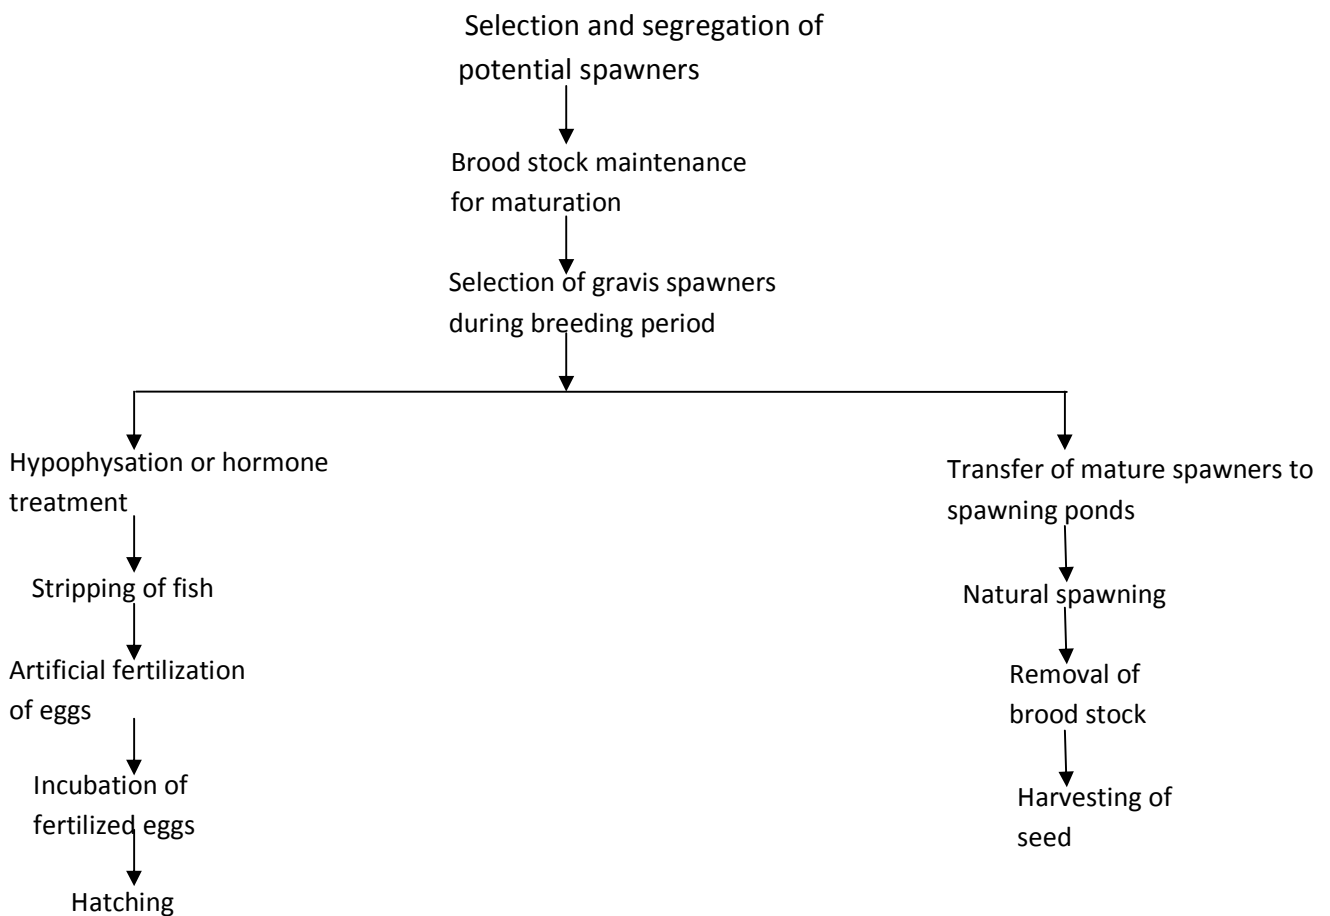 Selection and segregation of
potential spawners
Brood stock maintenance
for maturation
Selection of gravis spawners
during breeding period
Hypophysation or hormone
treatment
Stripping of fish
Artificial fertilization
of eggs
Incubation of
fertilized eggs
Hatching
Transfer of mature spawners to
spawning ponds
Natural spawning
Removal of
brood stock
Harvesting of
seed